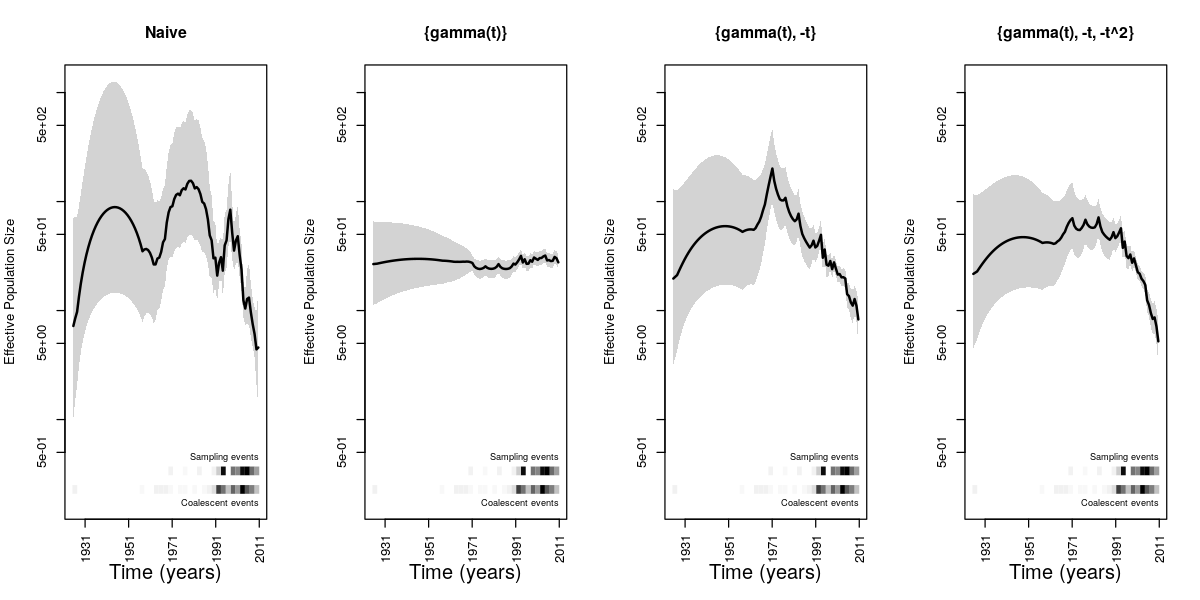 Naive
Effective Population Size
5e+02
5e+01
5e+00
5e-01
Sampling events
Coalescent events
1931
1951
1971
1991
2011
Time (years)
{gamma(t)}
Effective Population Size
5e+02
5e+01
5e+00
5e-01
Sampling events
Coalescent events
1931
1951
1971
1991
2011
Time (years)
{gamma(t), -t}
Effective Population Size
5e+02
5e+01
5e+00
5e-01
Sampling events
Coalescent events
1931
1951
1971
1991
2011
Time (years)
{gamma(t), -t, -t^2}
Effective Population Size
5e+02
5e+01
5e+00
5e-01
Sampling events
Coalescent events
1931
1951
1971
1991
2011
Time (years)